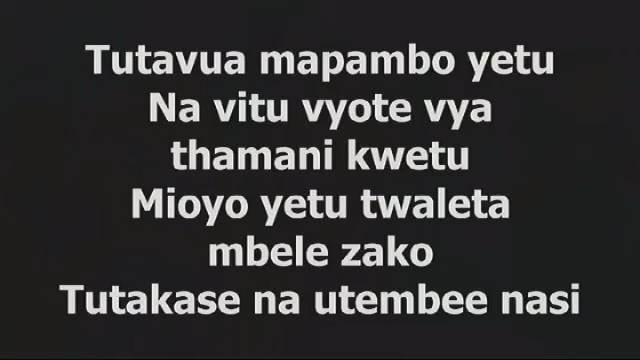 Tutavua mapambo yetu
Na vitu vyote vya
thamani kwetu
Mioyo yetu twaleta
mbele zako
Tutakase na utembee nasi